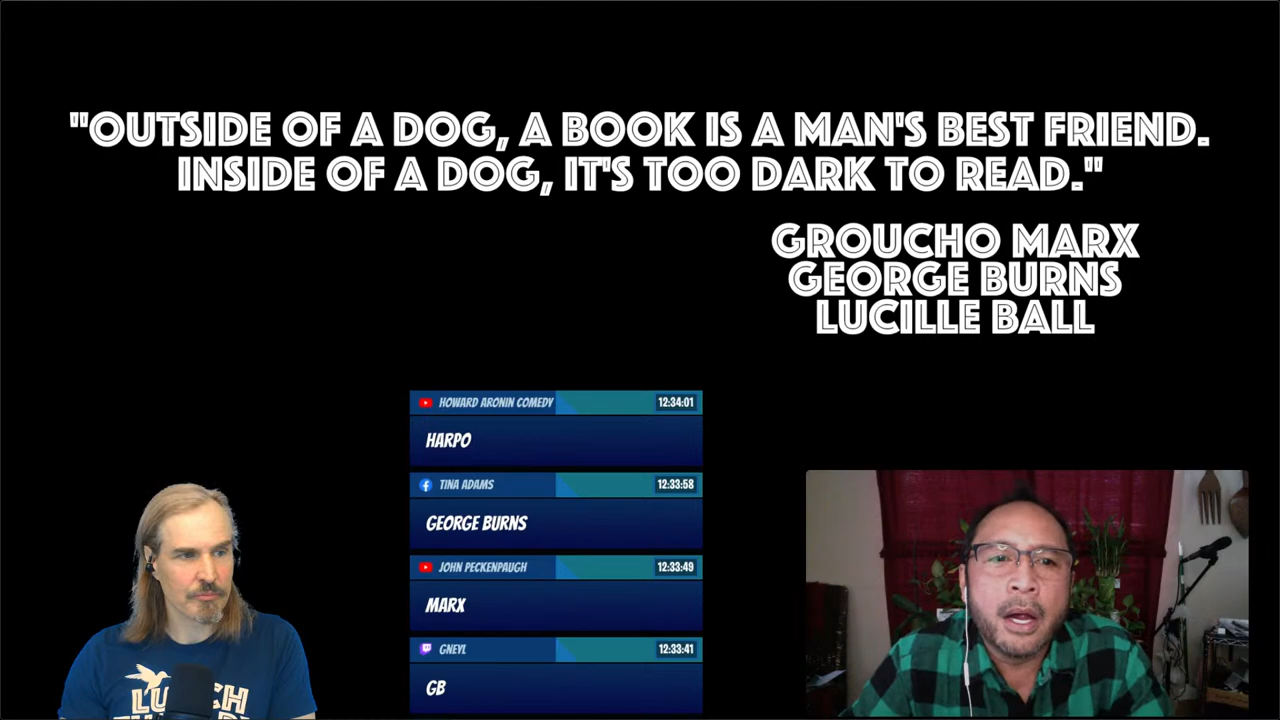 "OUTSIDE OF A DOG, A BOOK IS A MAN'S BEST FRIEND.
INSIDE OF A DOG, IT'S TOO DARK TO READ."
GROUCHO MARX
GEORGE BURNS
LUCILLE BALL
HOWARD ARONIN COMEDY 12:34:01
HARPO
TINA ADAMS 12:33:58
GEORGE BURNS
JOHN PECKENPAUGH 12:33:49
MARX
GNEYL 12:33:41
GB